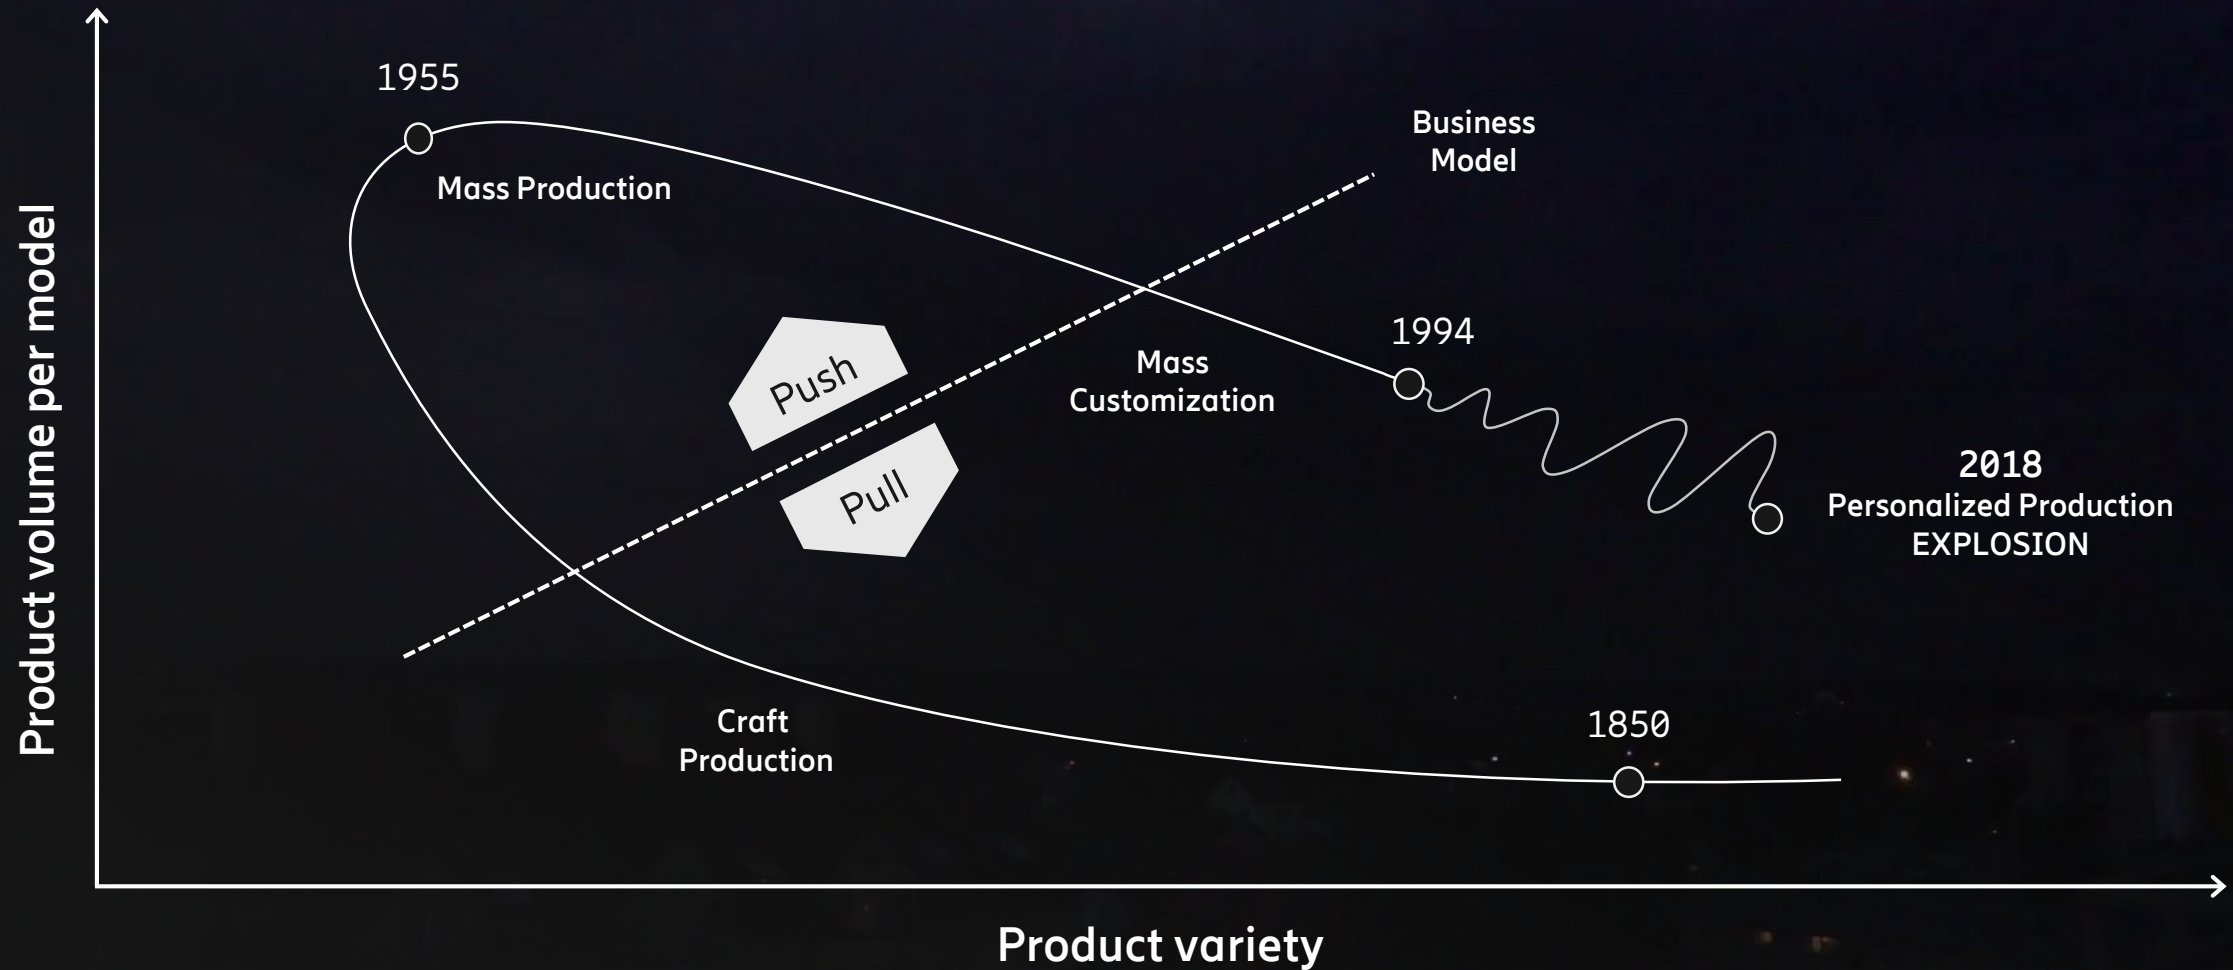 1955
Mass Production
Business
Model
Product volume per model
Push
Pull
Mass
Customization
1994
2018
Personalized Production
EXPLOSION
Craft
Production
1850
Product variety